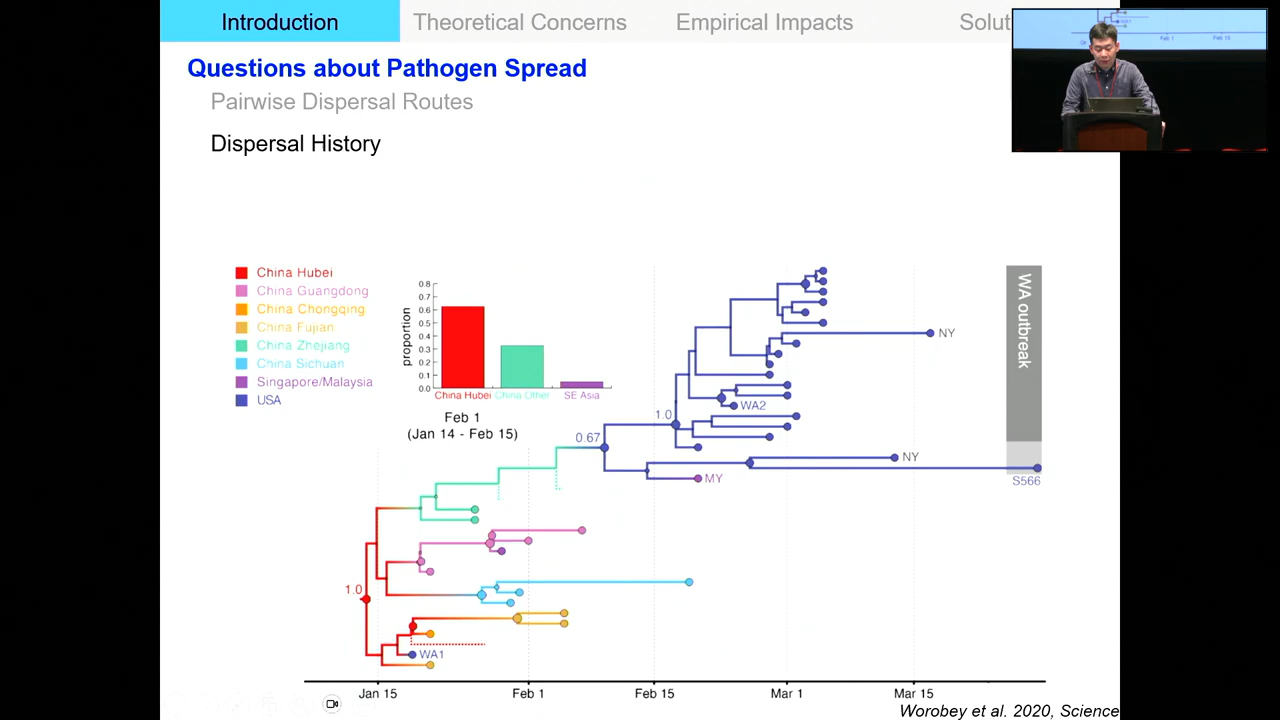 Introduction
Theoretical Concerns
Empirical Impacts
Solut
Questions about Pathogen Spread
Pairwise Dispersal Routes
Dispersal History
China Hubei
China Guangdong
China Chongqing
China Fujian
China Zhejiang
China Sichuan
Singapore/Malaysia
USA
proportion
0.8
0.7
0.6
0.5
0.4
0.3
0.2
0.1
0.0
China Hubei
China Other
SE Asia
Feb 1
(Jan 14 - Feb 15)
WA outbreak
NY
WA2
1.0
0.67
NY
MY
S566
1.0
WA1
Jan 15
Feb 1
Feb 15
Mar 1
Mar 15
Worobey et al. 2020, Science
Feb 1
Feb 15